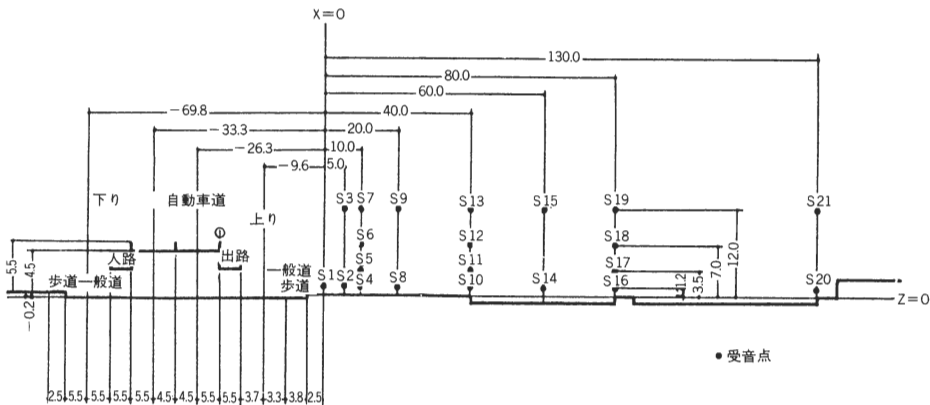 X=0
130.0
80.0
60.0
−69.8 40.0
−33.3 20.0
−26.3 10.0
−9.6 5.0
S3 S7 S9 S13 S15 S19 S21
下り 自動車道 上り
①
S6 S12 S18
人路 出路 一般道
S5 S11 S17
歩道一般道 歩道
S1 S2 S4 S8 S10 S14 S16 S20
5.5 4.5 −0.2
1.2 3.5 7.0 12.0
Z=0
● 受音点
2.5 5.5 5.5 5.5 5.5 4.5 4.5 5.5 5.5 3.7 3.3 3.8 2.5